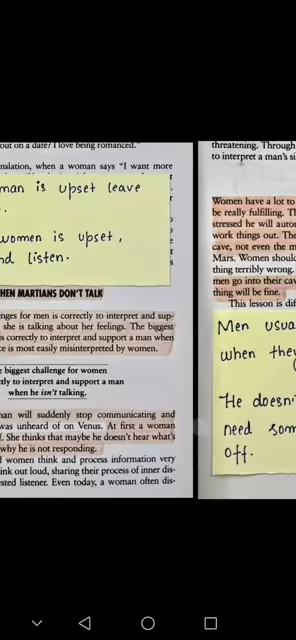 out on a date? I love being romanced."
nslation, when a woman says "I want more
man is upset leave
women is upset,
nd listen.
HEN MARTIANS DON'T TALK
nges for men is correctly to interpret and sup-
she is talking about her feelings. The biggest
is correctly to interpret and support a man when
ce is most easily misinterpreted by women.
e biggest challenge for women
ctly to interpret and support a man
when he isn't talking.
man will suddenly stop communicating and
was unheard of on Venus. At first a woman
f. She thinks that maybe he doesn't hear what's
why he is not responding.
d women think and process information very
ink out loud, sharing their process of inner dis-
ested listener. Even today, a woman often dis-
threatening. Through
to interpret a man's si
Women have a lot to
be really fulfilling. Th
stressed he will autor
work things out. The
cave, not even the m
Mars. Women should
thing terribly wrong.
men go into their cav
thing will be fine.
This lesson is dif
Men usua
when the
He doesn'
need som
off.